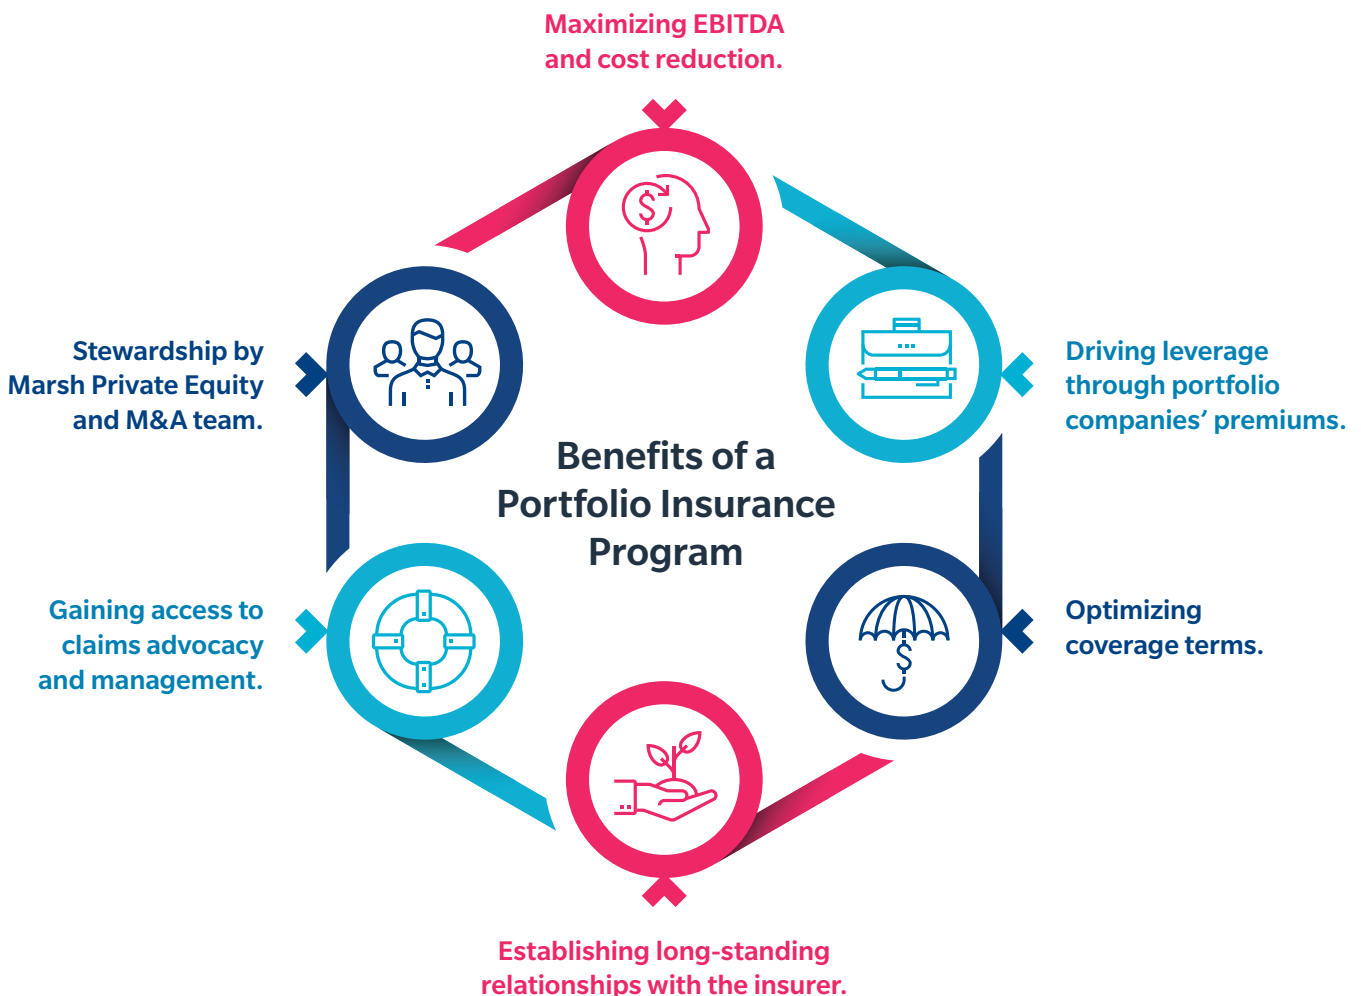 Maximizing EBITDA
and cost reduction.
Driving leverage
through portfolio
companies’ premiums.
Optimizing
coverage terms.
Establishing long-standing
relationships with the insurer.
Gaining access to
claims advocacy
and management.
Stewardship by
Marsh Private Equity
and M&A team.
Benefits of a
Portfolio Insurance
Program